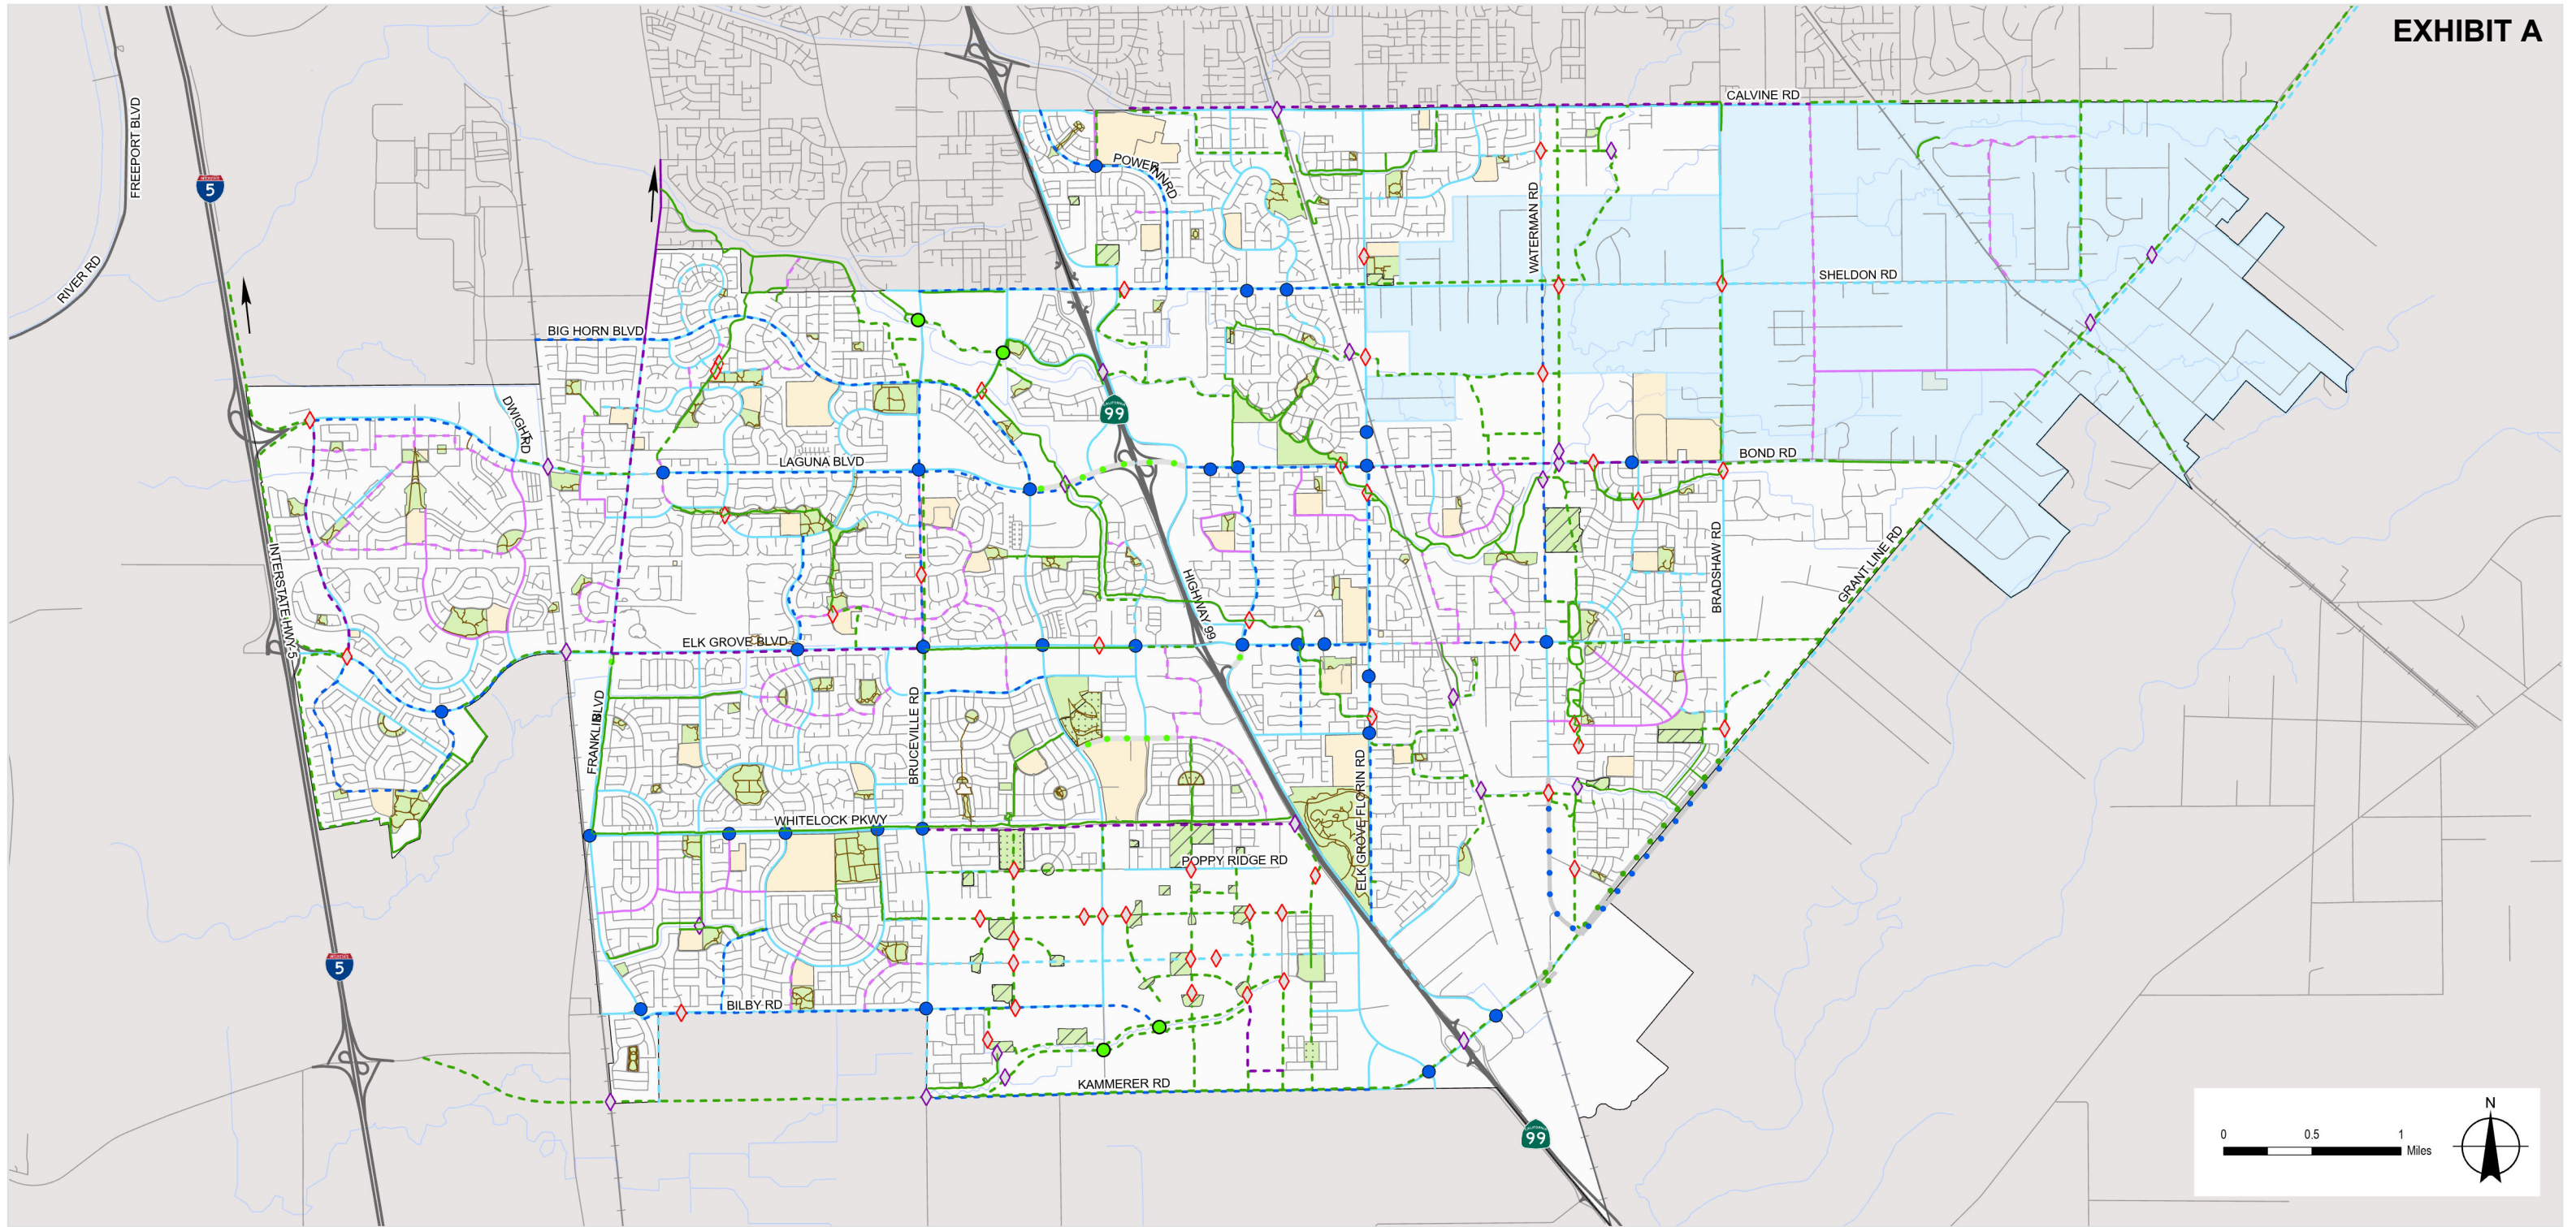 EXHIBIT A
CALVINE RD
FREEPORT BLVD
POWER INN RD
5
WATERMAN RD
RIVER RD
SHELDON RD
BIG HORN BLVD
DWIGHT RD
CALIFORNIA
99
LAGUNA BLVD
BOND RD
INTERSTATE HWY-5
HIGHWAY 99
BRADSHAW RD
GRANT LINE RD
ELK GROVE BLVD
FRANKLIN BLVD
BRUCEVILLE RD
ELK GROVE FLORIN RD
WHITELOCK PKWY
POPPY RIDGE RD
5
BILBY RD
KAMMERER RD
CALIFORNIA
99
N
0 0.5 1
Miles